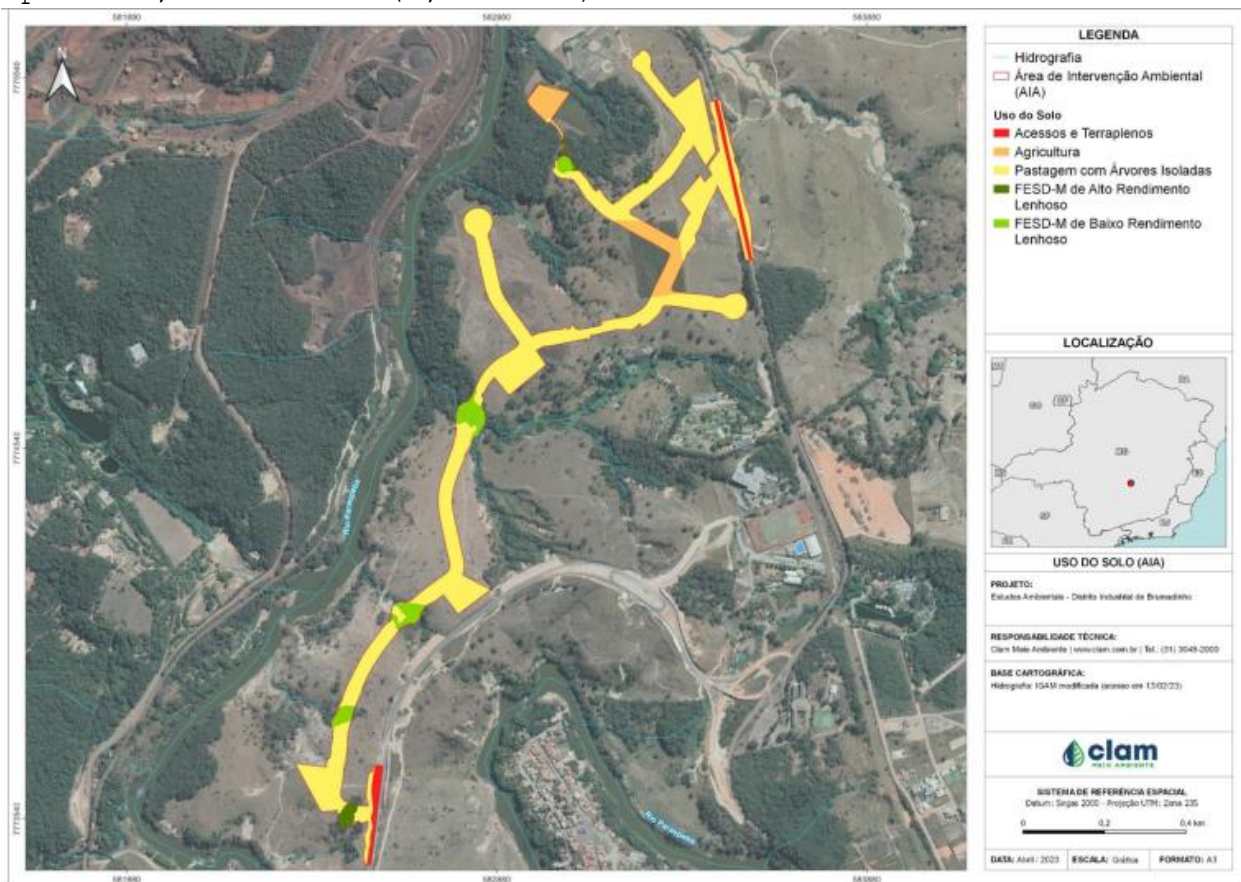 N
LEGENDA
Hidrografia
Área de Intervenção Ambiental
(AIA)
Uso do Solo
Acessos e Terraplenos
Agricultura
Pastagem com Árvores Isoladas
FESD-M de Alto Rendimento
Lenhoso
FESD-M de Baixo Rendimento
Lenhoso
Rio Paraopeba
Rio Paraopeba
LOCALIZAÇÃO
MG
USO DO SOLO (AIA)
PROJETO:
Estudos Ambientais - Distrito Industrial de Brumadinho
RESPONSABILIDADE TÉCNICA:
Clam Meio Ambiente | www.clam.com.br | Tel.: (31) 3048-2000
BASE CARTOGRÁFICA:
Hidrografia: IGAM modificada (acesso em 13/02/23)
clam
MEIO AMBIENTE
SISTEMA DE REFERÊNCIA ESPACIAL
Datum: Sirgas 2000 - Projeção UTM: Zona 23S
0 0,2 0,4 km
DATA: Abril / 2023 ESCALA: Gráfica FORMATO: A3